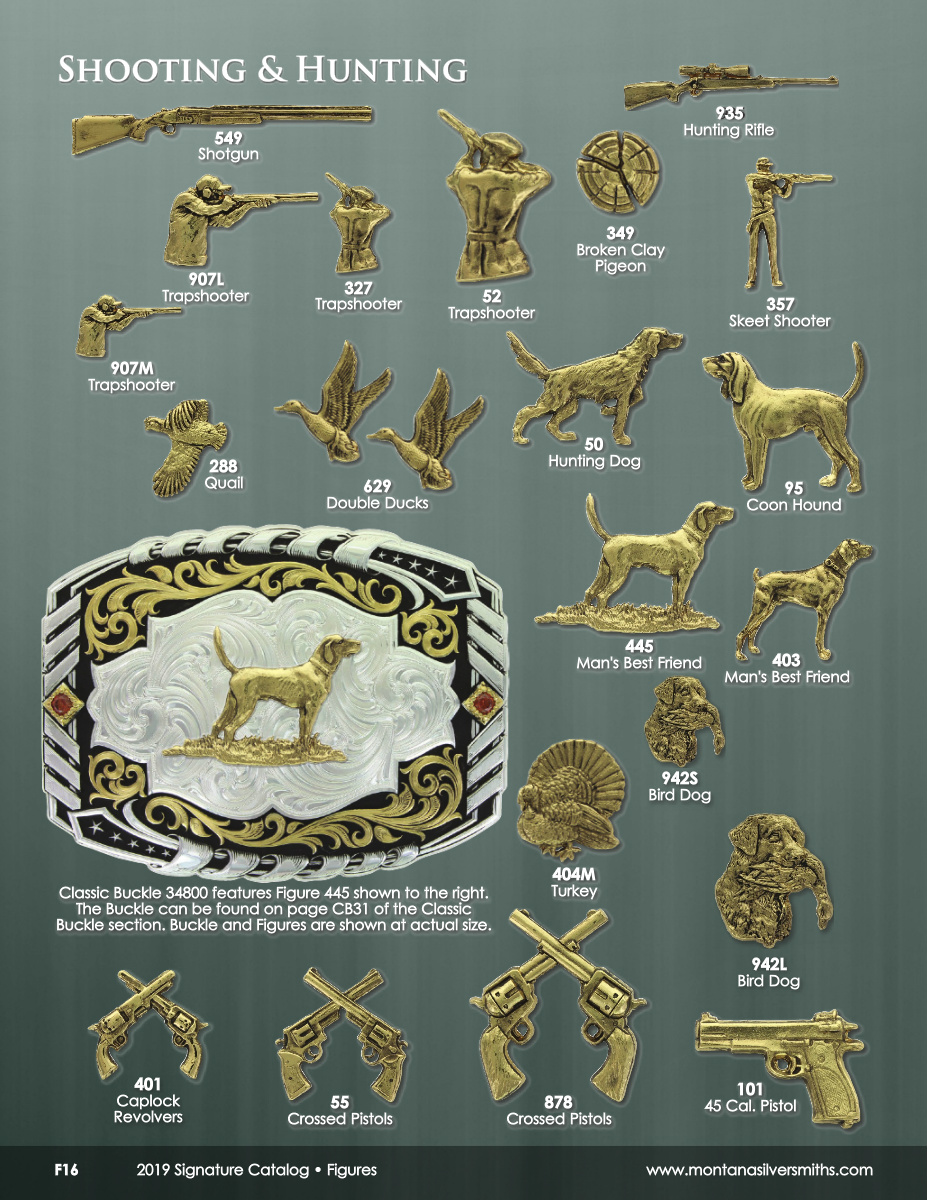 SHOOTING & HUNTING
935
Hunting Rifle
549
Shotgun
349
Broken Clay
Pigeon
907L
Trapshooter
327
Trapshooter
52
Trapshooter
357
Skeet Shooter
907M
Trapshooter
288
Quail
629
Double Ducks
50
Hunting Dog
95
Coon Hound
445
Man's Best Friend
403
Man's Best Friend
942S
Bird Dog
404M
Turkey
Classic Buckle 34800 features Figure 445 shown to the right.
The Buckle can be found on page CB31 of the Classic
Buckle section. Buckle and Figures are shown at actual size.
942L
Bird Dog
401
Caplock
Revolvers
55
Crossed Pistols
878
Crossed Pistols
101
45 Cal. Pistol
F16 2019 Signature Catalog • Figures www.montanasilversmiths.com